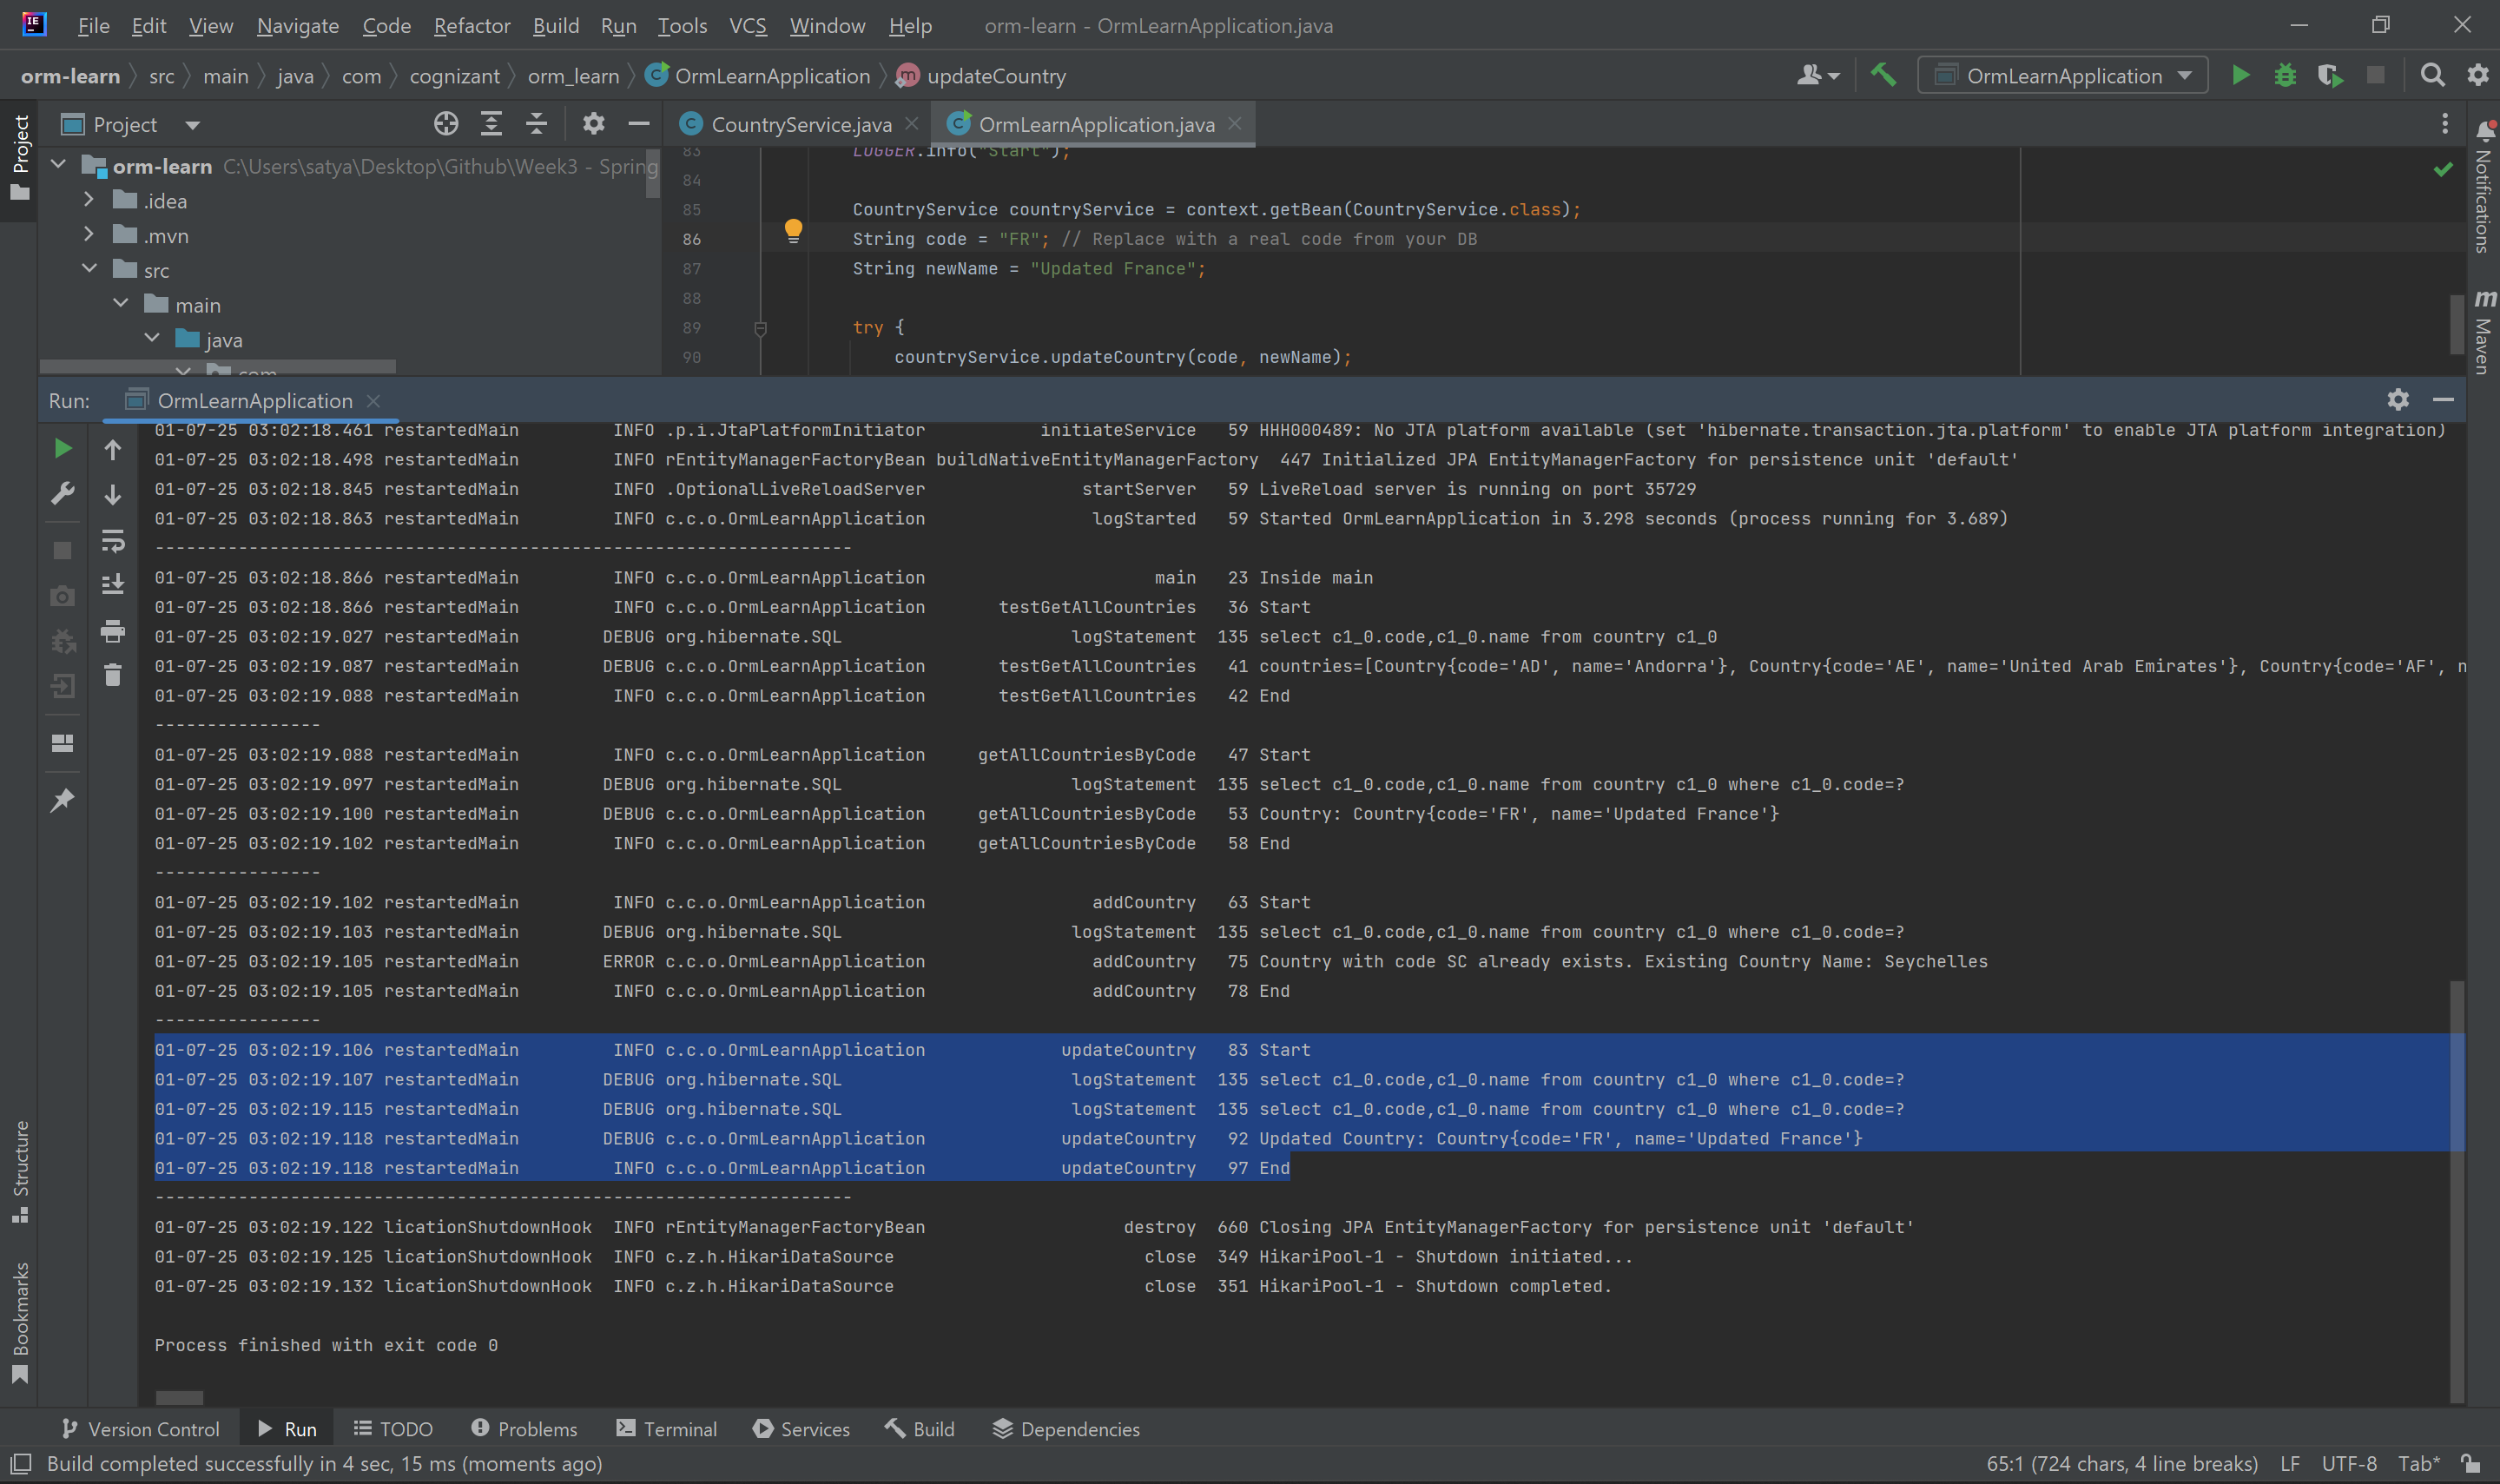 File Edit View Navigate Code Refactor Build Run Tools VCS Window Help orm-learn - OrmLearnApplication.java
orm-learn src main java com cognizant orm_learn OrmLearnApplication updateCountry OrmLearnApplication
Project
Project
CountryService.java
OrmLearnApplication.java
orm-learn C:\Users\satya\Desktop\Github\Week3 - Spring
.idea
.mvn
src
main
java
com
83 LOGGER.info("Start");
84
85 CountryService countryService = context.getBean(CountryService.class);
86 String code = "FR"; // Replace with a real code from your DB
87 String newName = "Updated France";
88
89 try {
90 countryService.updateCountry(code, newName);
Notifications
Maven
Run: OrmLearnApplication
01-07-25 03:02:18.461 restartedMain INFO .p.i.JtaPlatformInitiator initiateService 59 HHH000489: No JTA platform available (set 'hibernate.transaction.jta.platform' to enable JTA platform integration)
01-07-25 03:02:18.498 restartedMain INFO rEntityManagerFactoryBean buildNativeEntityManagerFactory 447 Initialized JPA EntityManagerFactory for persistence unit 'default'
01-07-25 03:02:18.845 restartedMain INFO .OptionalLiveReloadServer startServer 59 LiveReload server is running on port 35729
01-07-25 03:02:18.863 restartedMain INFO c.c.o.OrmLearnApplication logStarted 59 Started OrmLearnApplication in 3.298 seconds (process running for 3.689)
-------------------------------------------------------------------
01-07-25 03:02:18.866 restartedMain INFO c.c.o.OrmLearnApplication main 23 Inside main
01-07-25 03:02:18.866 restartedMain INFO c.c.o.OrmLearnApplication testGetAllCountries 36 Start
01-07-25 03:02:19.027 restartedMain DEBUG org.hibernate.SQL logStatement 135 select c1_0.code,c1_0.name from country c1_0
01-07-25 03:02:19.087 restartedMain DEBUG c.c.o.OrmLearnApplication testGetAllCountries 41 countries=[Country{code='AD', name='Andorra'}, Country{code='AE', name='United Arab Emirates'}, Country{code='AF', n
01-07-25 03:02:19.088 restartedMain INFO c.c.o.OrmLearnApplication testGetAllCountries 42 End
----------------
01-07-25 03:02:19.088 restartedMain INFO c.c.o.OrmLearnApplication getAllCountriesByCode 47 Start
01-07-25 03:02:19.097 restartedMain DEBUG org.hibernate.SQL logStatement 135 select c1_0.code,c1_0.name from country c1_0 where c1_0.code=?
01-07-25 03:02:19.100 restartedMain DEBUG c.c.o.OrmLearnApplication getAllCountriesByCode 53 Country: Country{code='FR', name='Updated France'}
01-07-25 03:02:19.102 restartedMain INFO c.c.o.OrmLearnApplication getAllCountriesByCode 58 End
----------------
01-07-25 03:02:19.102 restartedMain INFO c.c.o.OrmLearnApplication addCountry 63 Start
01-07-25 03:02:19.103 restartedMain DEBUG org.hibernate.SQL logStatement 135 select c1_0.code,c1_0.name from country c1_0 where c1_0.code=?
01-07-25 03:02:19.105 restartedMain ERROR c.c.o.OrmLearnApplication addCountry 75 Country with code SC already exists. Existing Country Name: Seychelles
01-07-25 03:02:19.105 restartedMain INFO c.c.o.OrmLearnApplication addCountry 78 End
----------------
01-07-25 03:02:19.106 restartedMain INFO c.c.o.OrmLearnApplication updateCountry 83 Start
01-07-25 03:02:19.107 restartedMain DEBUG org.hibernate.SQL logStatement 135 select c1_0.code,c1_0.name from country c1_0 where c1_0.code=?
01-07-25 03:02:19.115 restartedMain DEBUG org.hibernate.SQL logStatement 135 select c1_0.code,c1_0.name from country c1_0 where c1_0.code=?
01-07-25 03:02:19.118 restartedMain DEBUG c.c.o.OrmLearnApplication updateCountry 92 Updated Country: Country{code='FR', name='Updated France'}
01-07-25 03:02:19.118 restartedMain INFO c.c.o.OrmLearnApplication updateCountry 97 End
-------------------------------------------------------------------
01-07-25 03:02:19.122 licationShutdownHook INFO rEntityManagerFactoryBean destroy 660 Closing JPA EntityManagerFactory for persistence unit 'default'
01-07-25 03:02:19.125 licationShutdownHook INFO c.z.h.HikariDataSource close 349 HikariPool-1 - Shutdown initiated...
01-07-25 03:02:19.132 licationShutdownHook INFO c.z.h.HikariDataSource close 351 HikariPool-1 - Shutdown completed.
Process finished with exit code 0
Structure
Bookmarks
Version Control Run TODO Problems Terminal Services Build Dependencies
Build completed successfully in 4 sec, 15 ms (moments ago) 65:1 (724 chars, 4 line breaks) LF UTF-8 Tab*